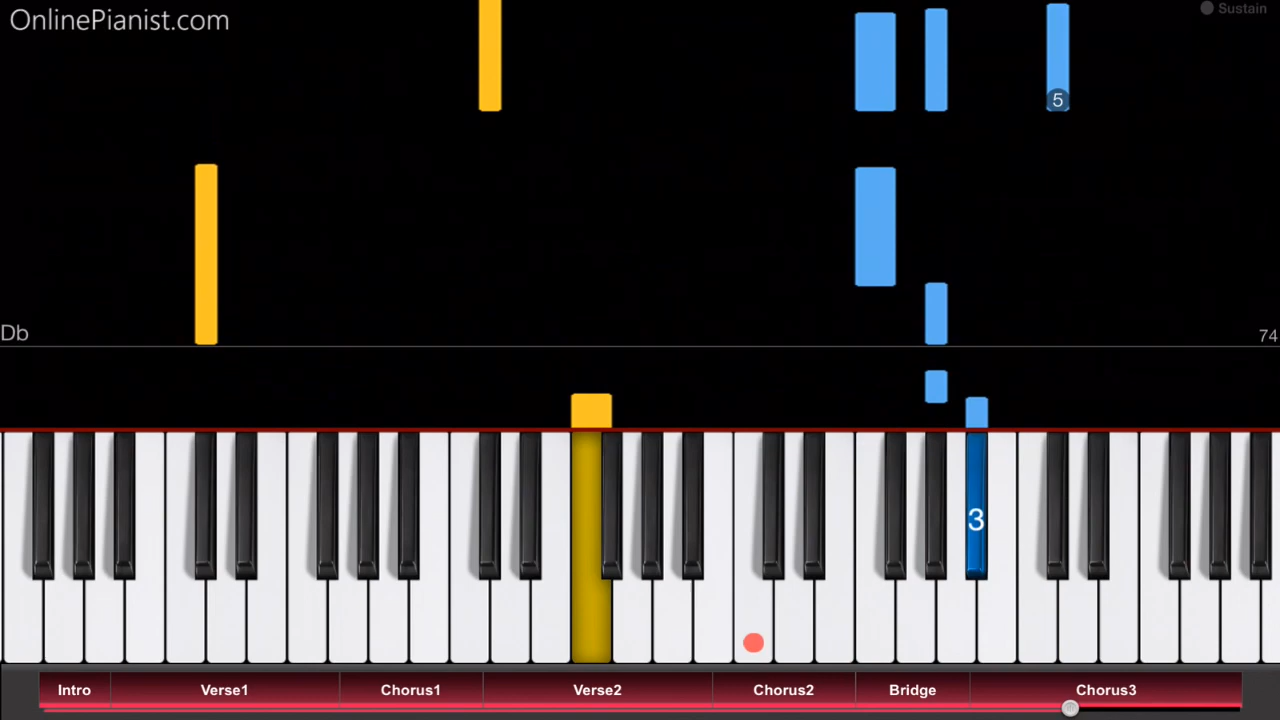 OnlinePianist.com
Sustain
5
Db
74
3
Intro
Verse1
Chorus1
Verse2
Chorus2
Bridge
Chorus3